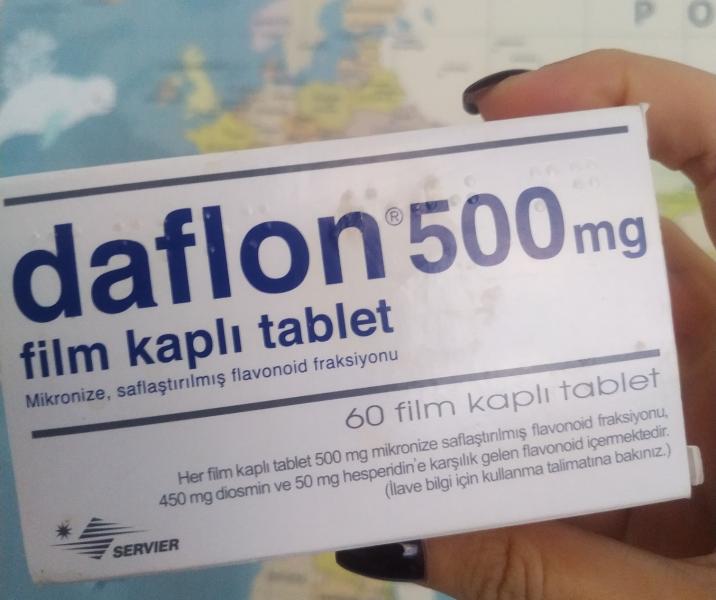 P O
daflon® 500 mg
film kaplı tablet
Mikronize, saflaştırılmış flavonoid fraksiyonu
60 film kaplı tablet
Her film kaplı tablet 500 mg mikronize saflaştırılmış flavonoid fraksiyonu,
450 mg diosmin ve 50 mg hesperidin'e karşılık gelen flavonoid içermektedir.
(İlave bilgi için kullanma talimatına bakınız.)
SERVIER